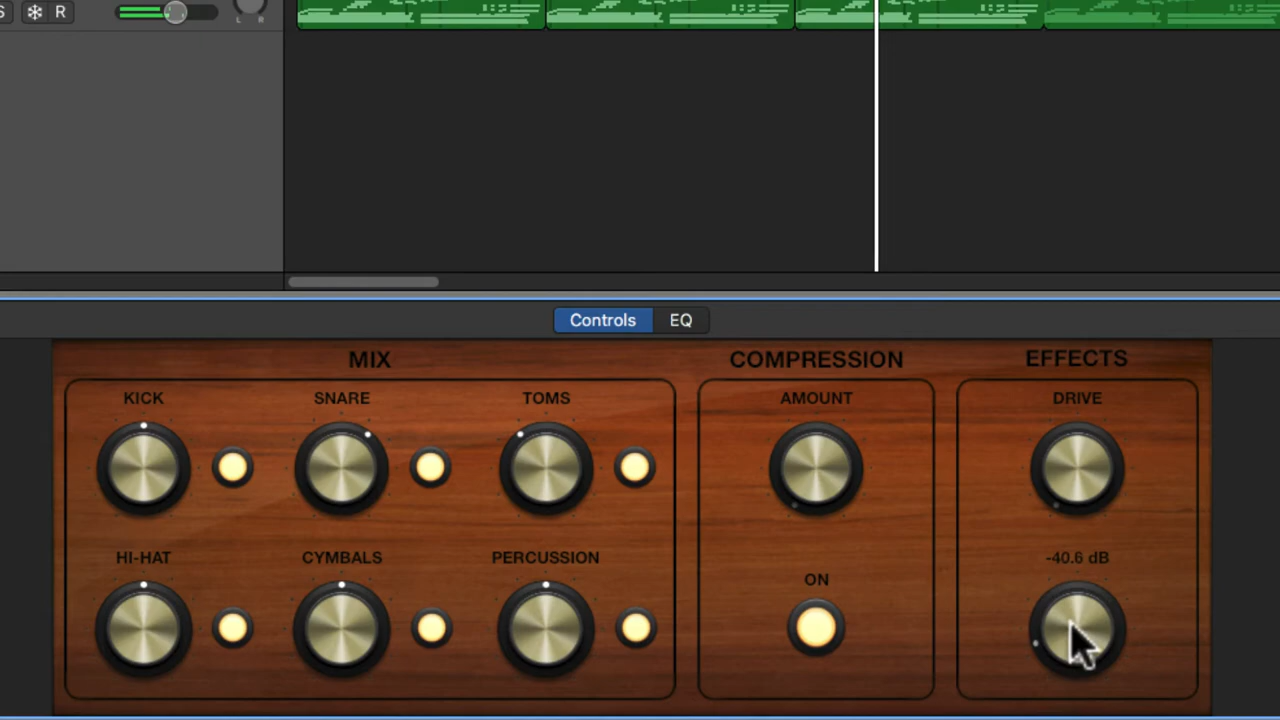 S R
L R
Controls EQ
MIX
COMPRESSION
EFFECTS
KICK SNARE TOMS
AMOUNT
DRIVE
HI-HAT CYMBALS PERCUSSION
ON
-40.6 dB